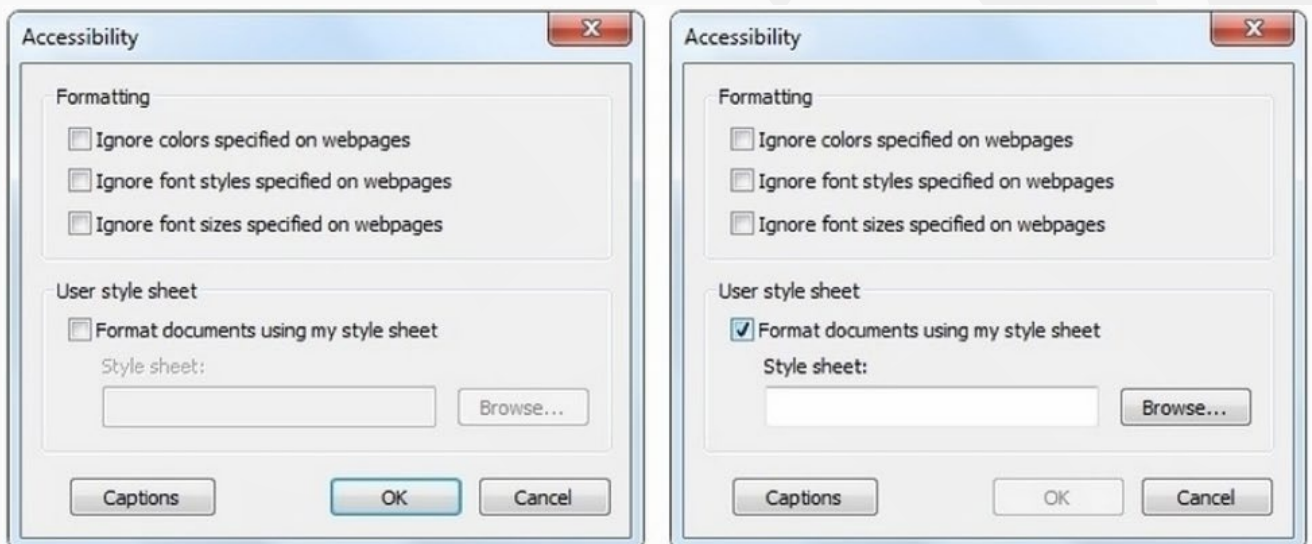 Accessibility
Formatting
Ignore colors specified on webpages
Ignore font styles specified on webpages
Ignore font sizes specified on webpages
User style sheet
Format documents using my style sheet
Style sheet:
Browse...
Captions OK Cancel
Accessibility
Formatting
Ignore colors specified on webpages
Ignore font styles specified on webpages
Ignore font sizes specified on webpages
User style sheet
Format documents using my style sheet
Style sheet:
Browse...
Captions OK Cancel